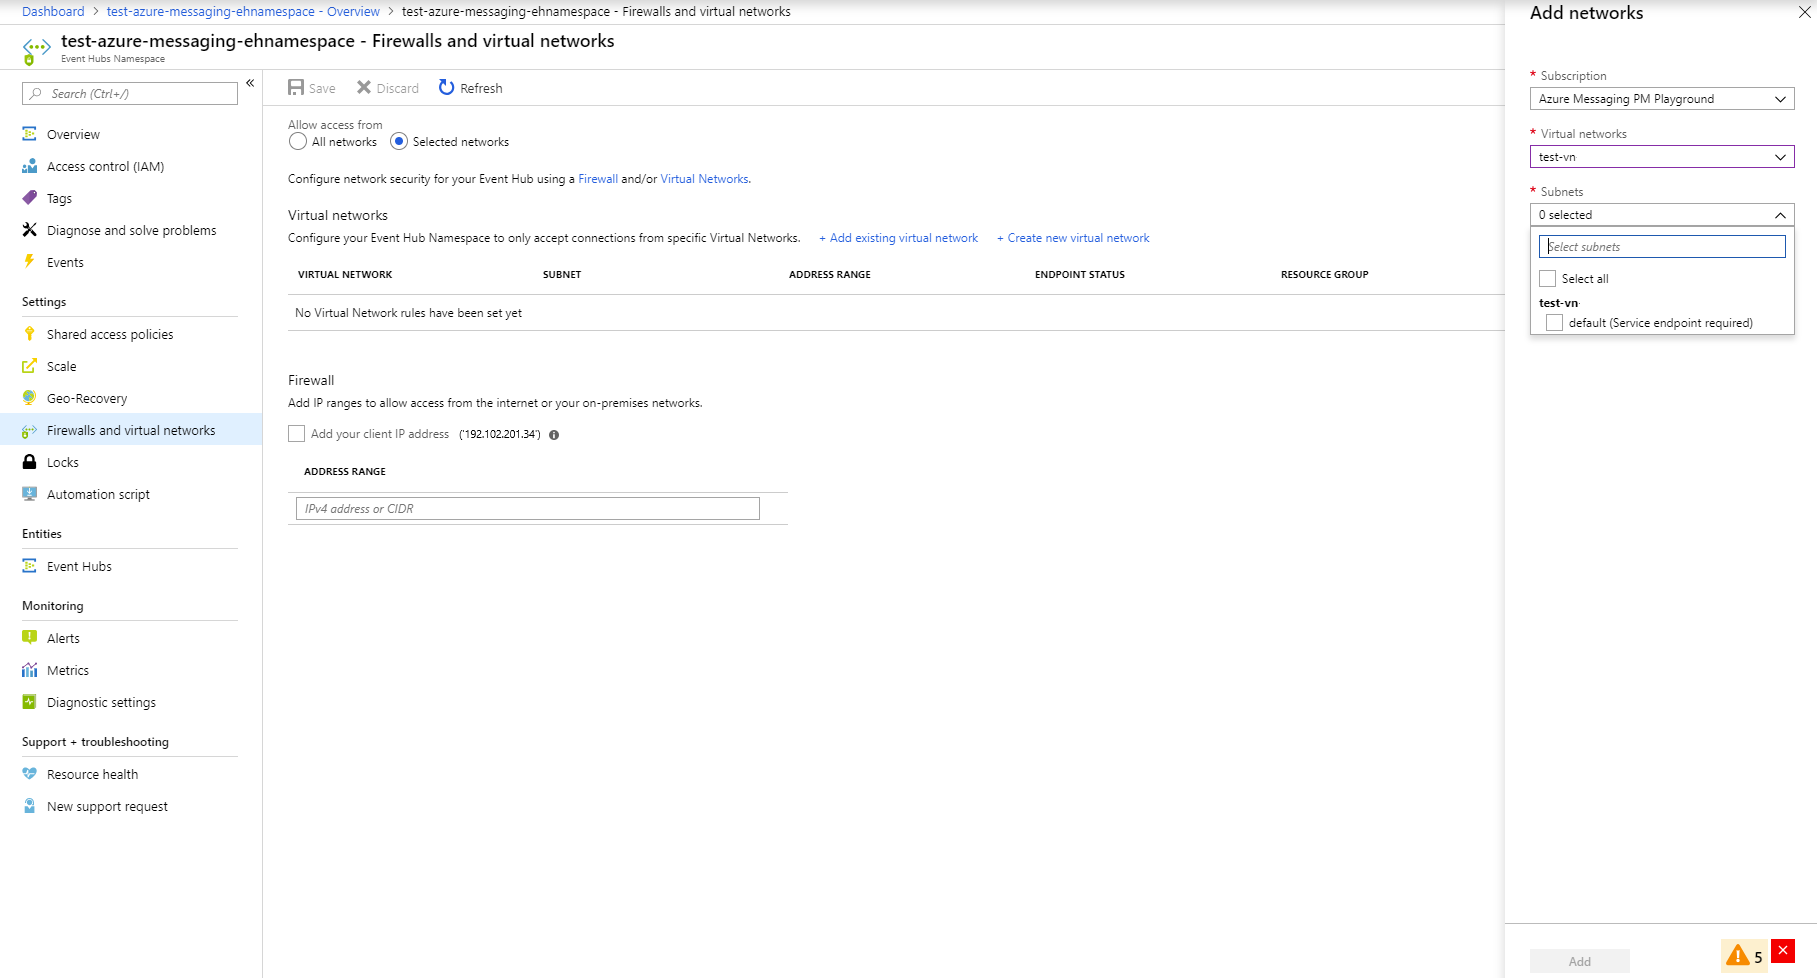 Dashboard > test-azure-messaging-ehnamespace - Overview > test-azure-messaging-ehnamespace - Firewalls and virtual networks
test-azure-messaging-ehnamespace - Firewalls and virtual networks
Event Hubs Namespace
Search (Ctrl+/)
«
Overview
Access control (IAM)
Tags
Diagnose and solve problems
Events
Settings
Shared access policies
Scale
Geo-Recovery
Firewalls and virtual networks
Locks
Automation script
Entities
Event Hubs
Monitoring
Alerts
Metrics
Diagnostic settings
Support + troubleshooting
Resource health
New support request
Save Discard Refresh
Allow access from
All networks Selected networks
Configure network security for your Event Hub using a Firewall and/or Virtual Networks.
Virtual networks
Configure your Event Hub Namespace to only accept connections from specific Virtual Networks. + Add existing virtual network + Create new virtual network
VIRTUAL NETWORK SUBNET ADDRESS RANGE ENDPOINT STATUS RESOURCE GROUP
No Virtual Network rules have been set yet
Firewall
Add IP ranges to allow access from the internet or your on-premises networks.
Add your client IP address ('192.102.201.34')
ADDRESS RANGE
IPv4 address or CIDR
Add networks
* Subscription
Azure Messaging PM Playground
* Virtual networks
test-vn
* Subnets
0 selected
Select subnets
Select all
test-vn
default (Service endpoint required)
Add
5